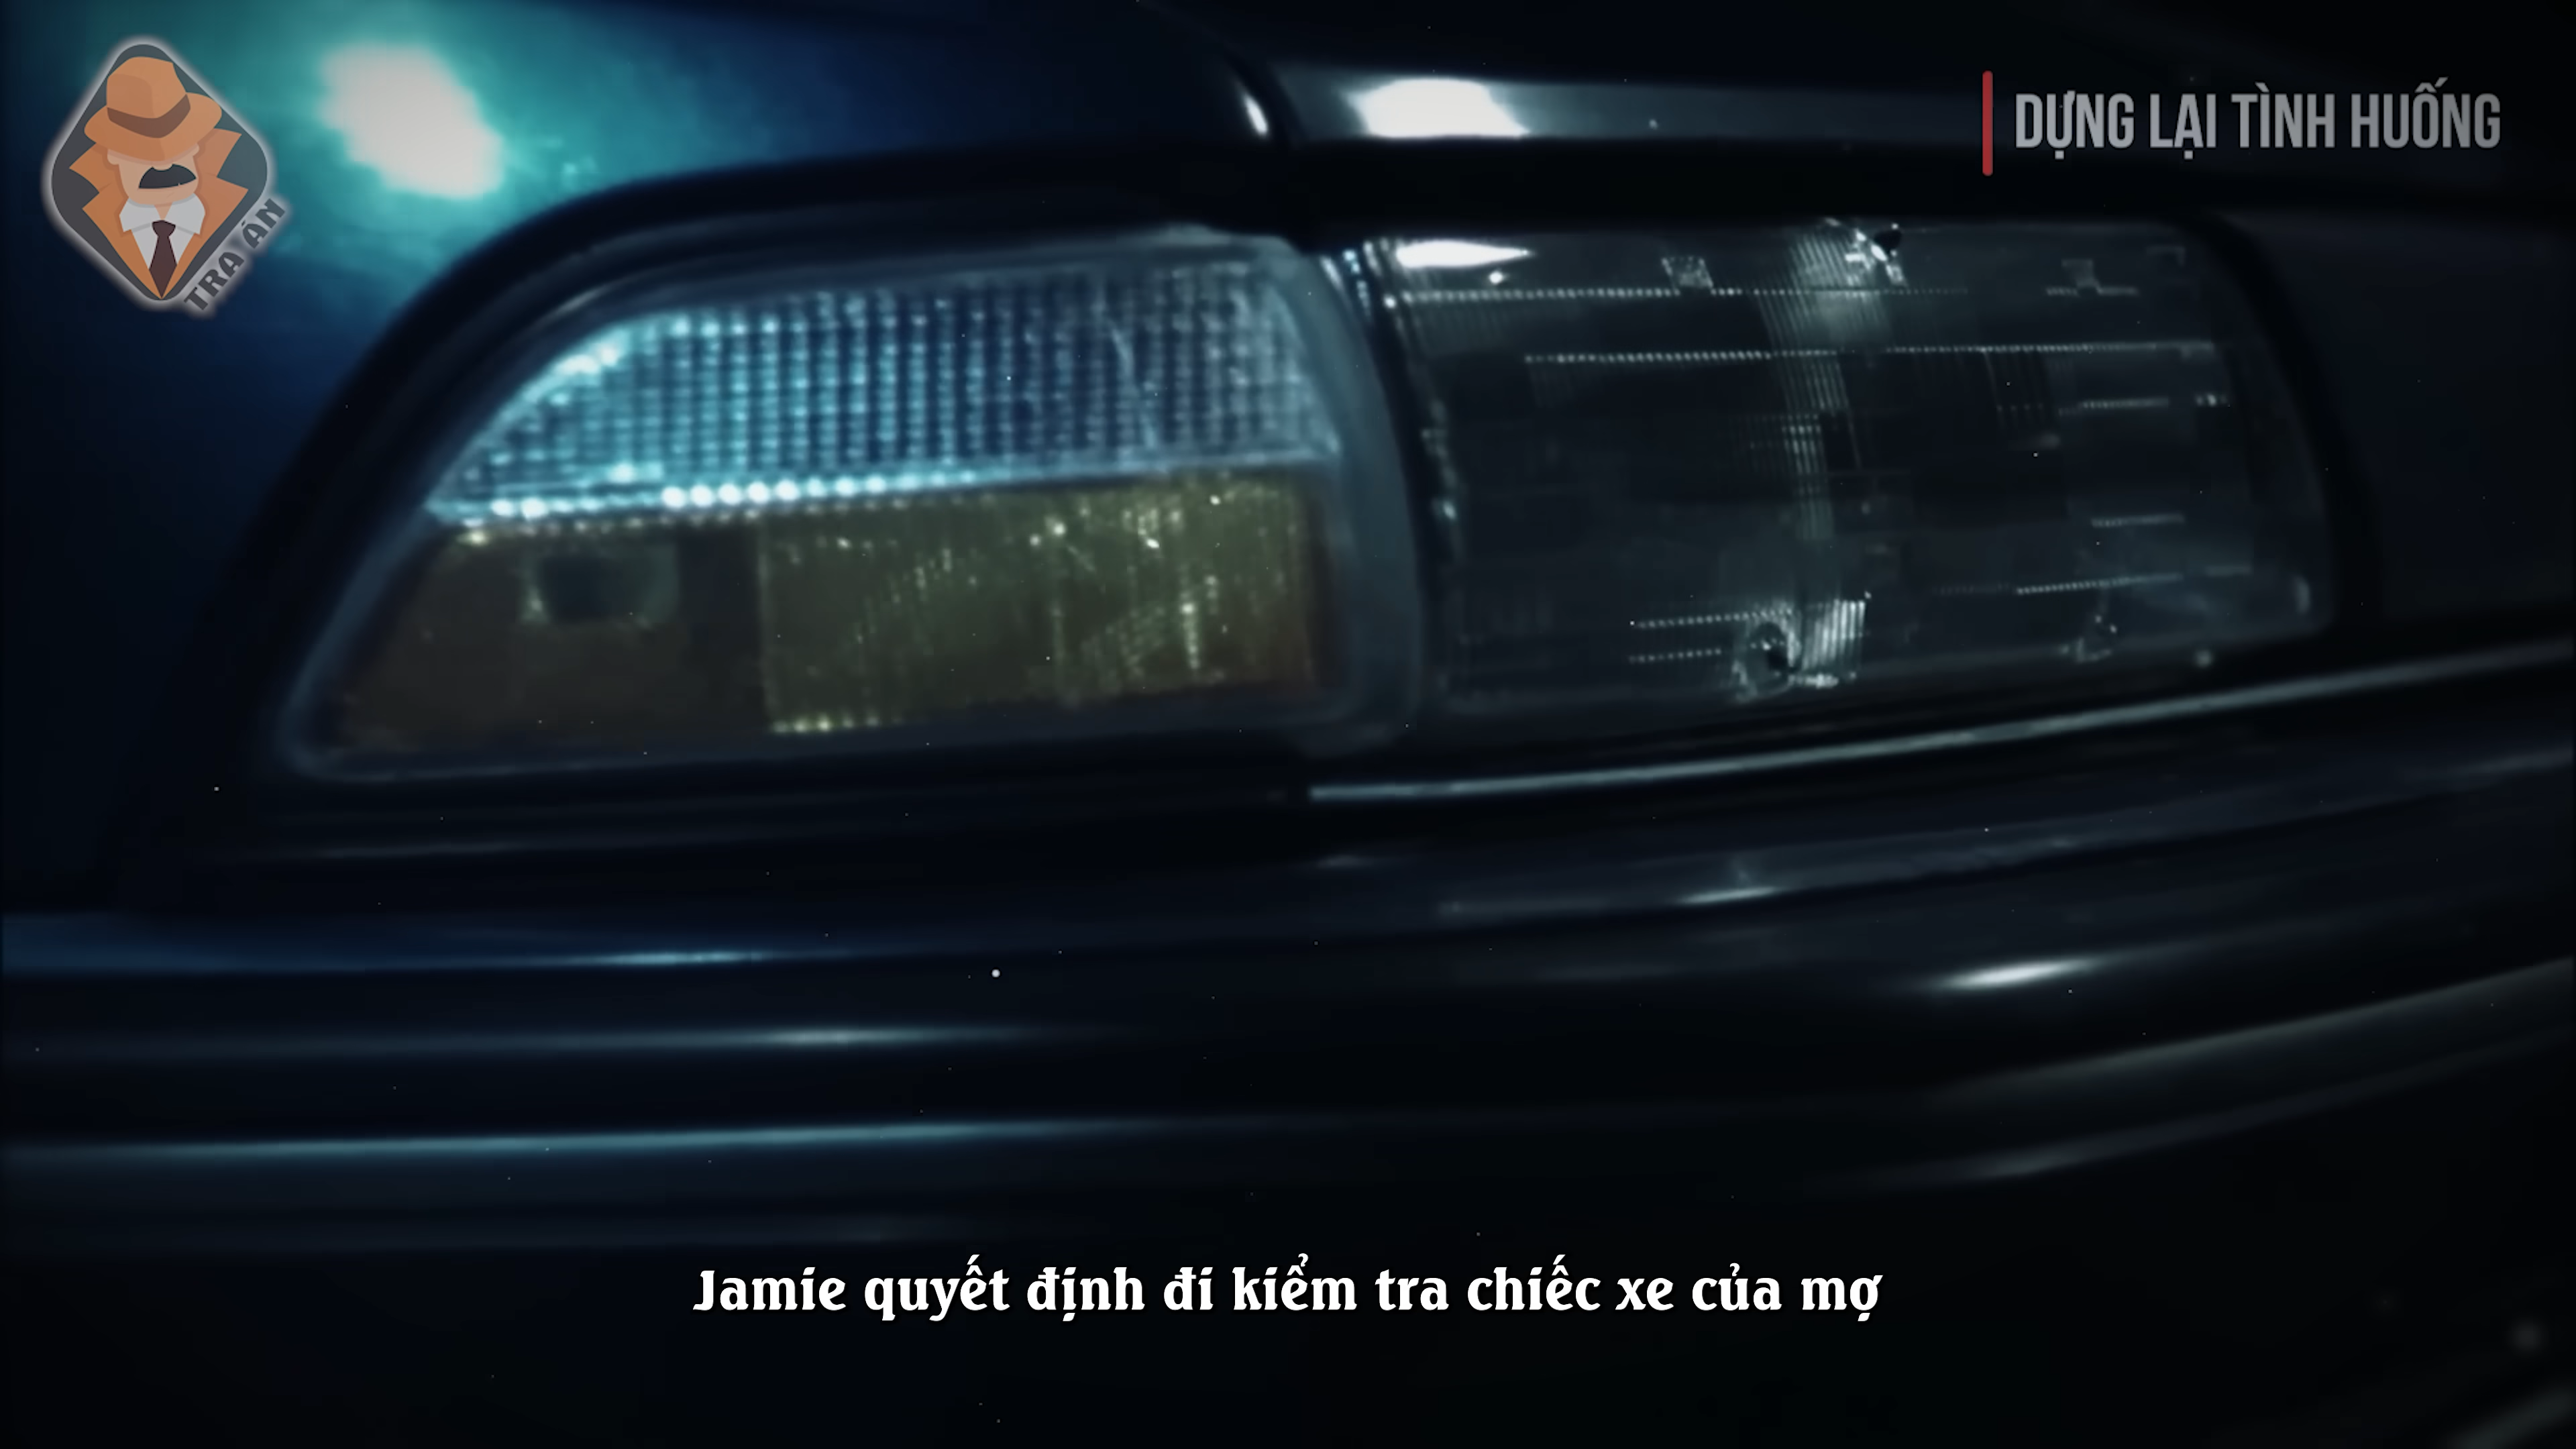 TRA ÁN
DỰNG LẠI TÌNH HUỐNG
Jamie quyết định đi kiểm tra chiếc xe của mợ